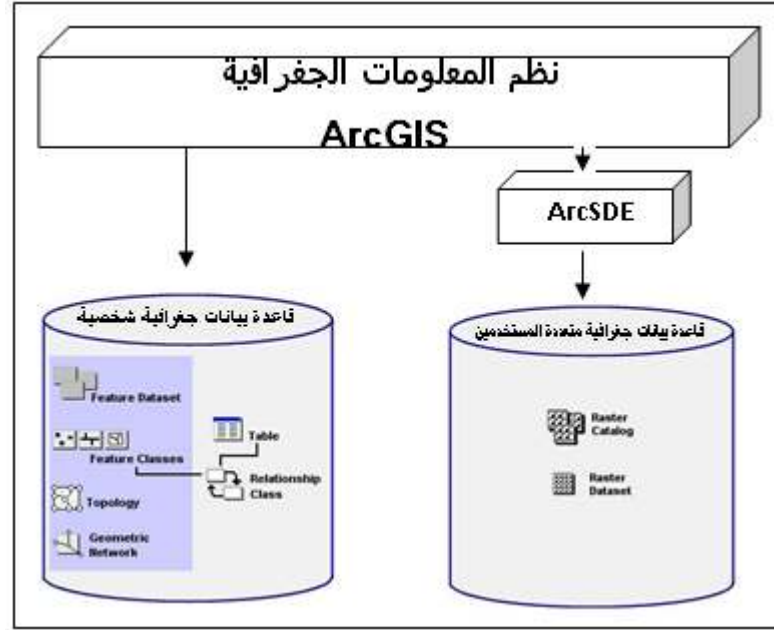 نظم المعلومات الجغرافية
ArcGIS
ArcSDE
قاعدة بيانات جغرافية شخصية
Feature Dataset
Feature Classes
Table
Relationship
Class
Topology
Geometric
Network
قاعدة بيانات جغرافية متعددة المستخدمين
Raster
Catalog
Raster
Dataset